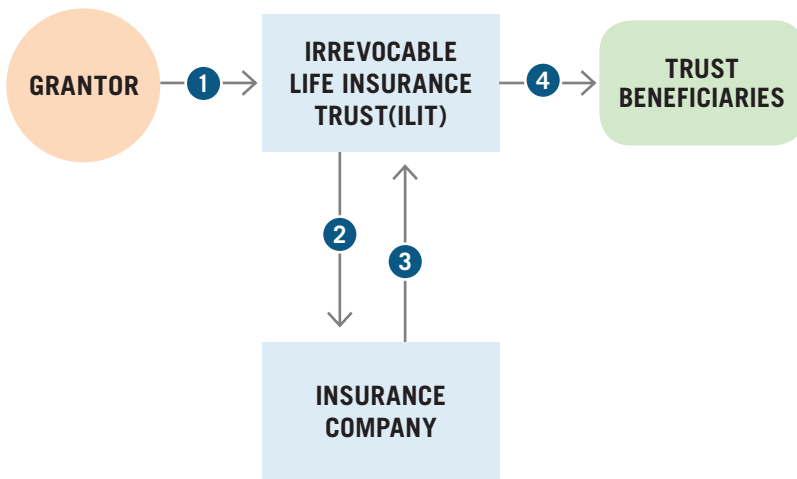 GRANTOR
1
IRREVOCABLE
LIFE INSURANCE
TRUST(ILIT)
4
TRUST
BENEFICIARIES
2
3
INSURANCE
COMPANY